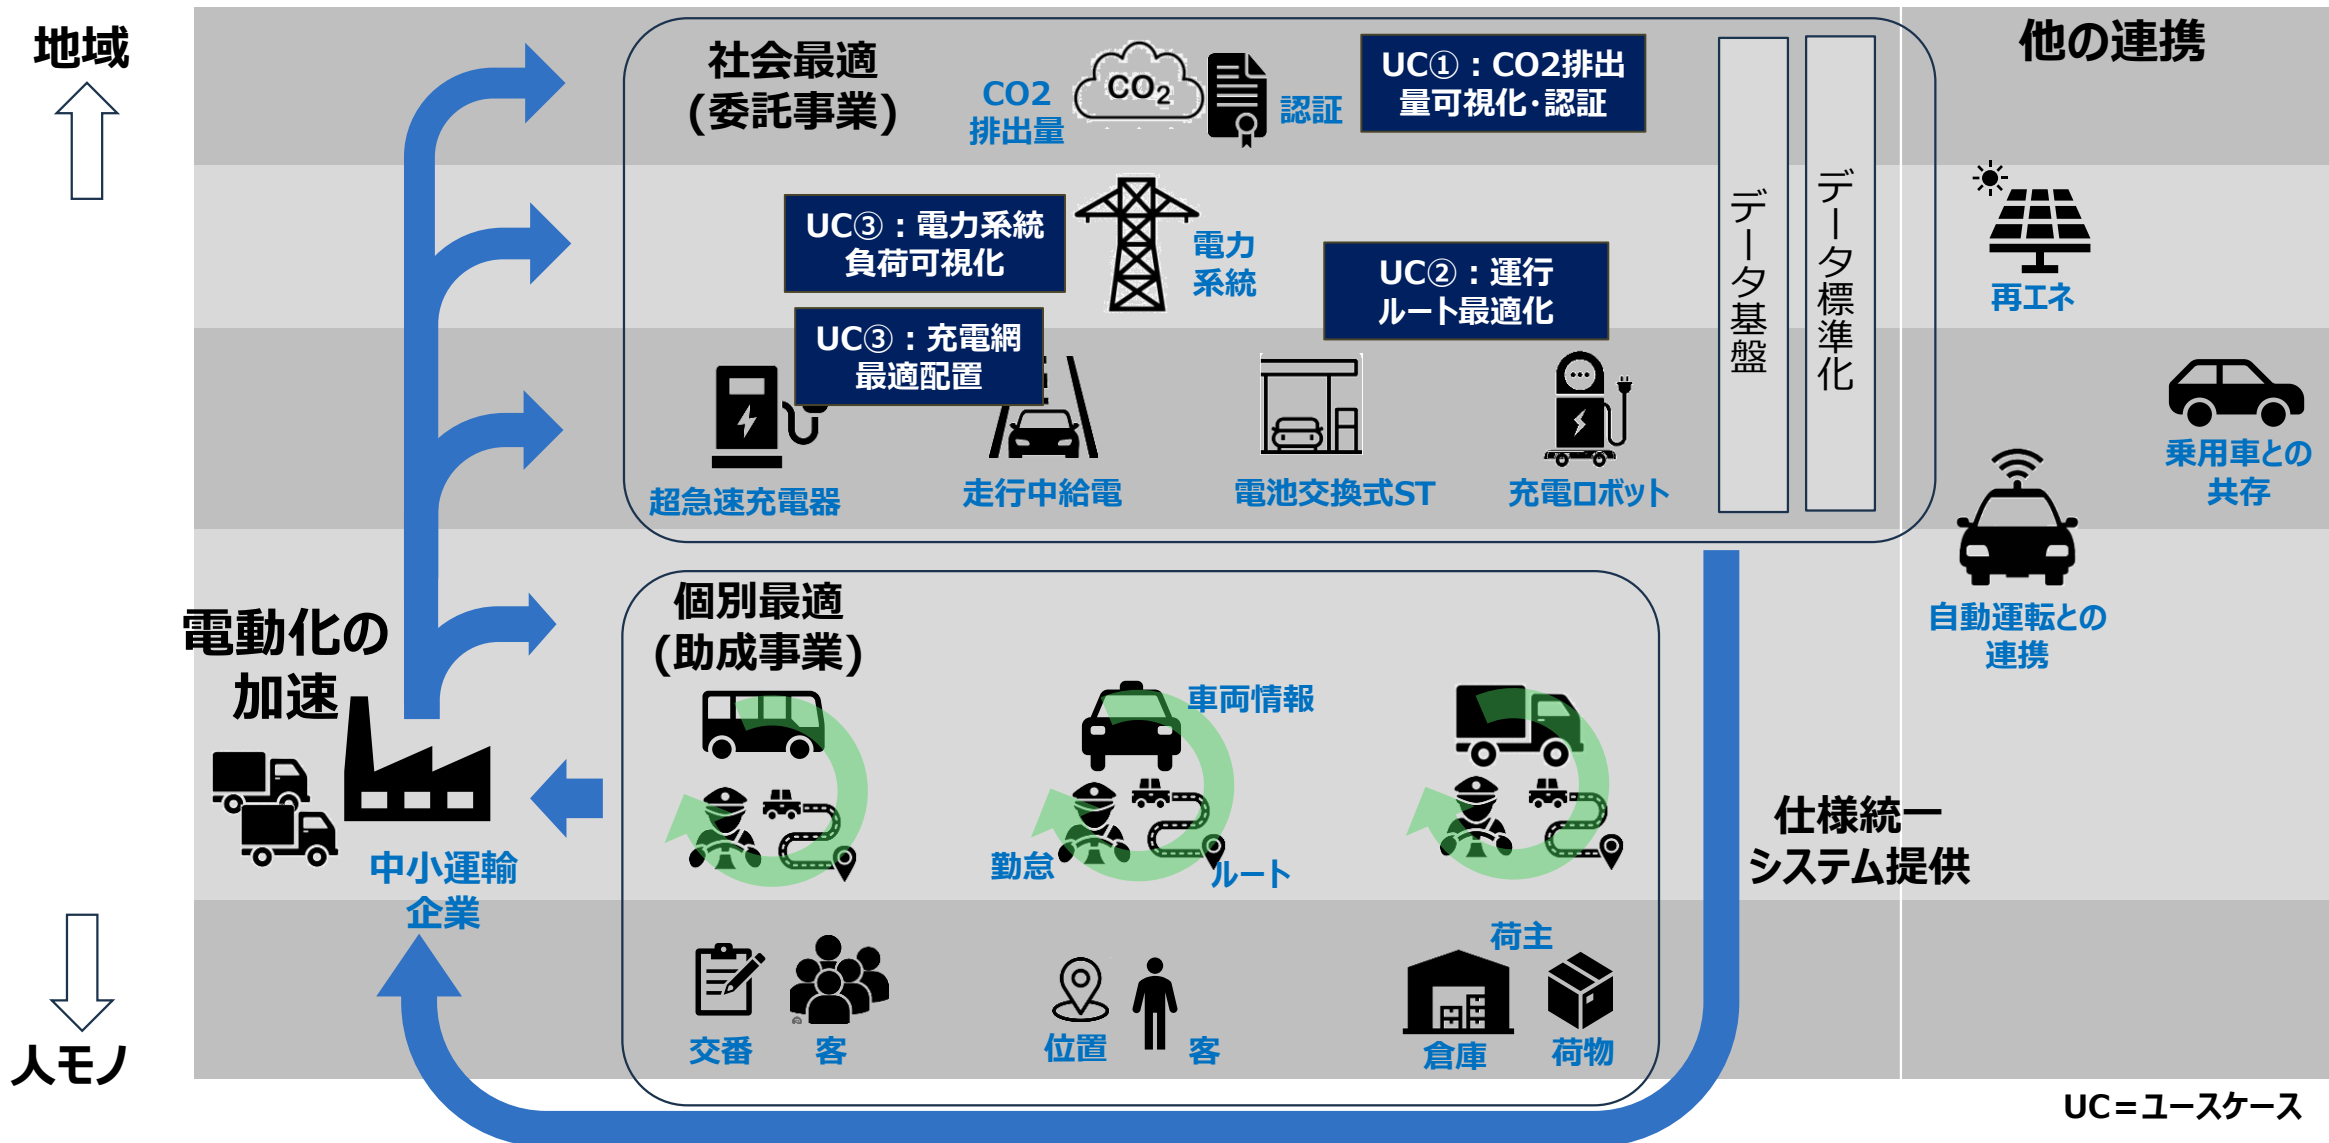 地域
社会最適
(委託事業)
CO2
排出量
CO2
認証
UC①：CO2排出
量可視化・認証
他の連携
UC③：電力系統
負荷可視化
電力
系統
UC②：運行
ルート最適化
データ基盤
データ標準化
再エネ
UC③：充電網
最適配置
超急速充電器
走行中給電
電池交換式ST
充電ロボット
乗用車との
共存
自動運転との
連携
電動化の
加速
個別最適
(助成事業)
車両情報
勤怠
ルート
中小運輸
企業
仕様統一
システム提供
荷主
交番
客
位置
客
倉庫
荷物
人モノ
UC=ユースケース